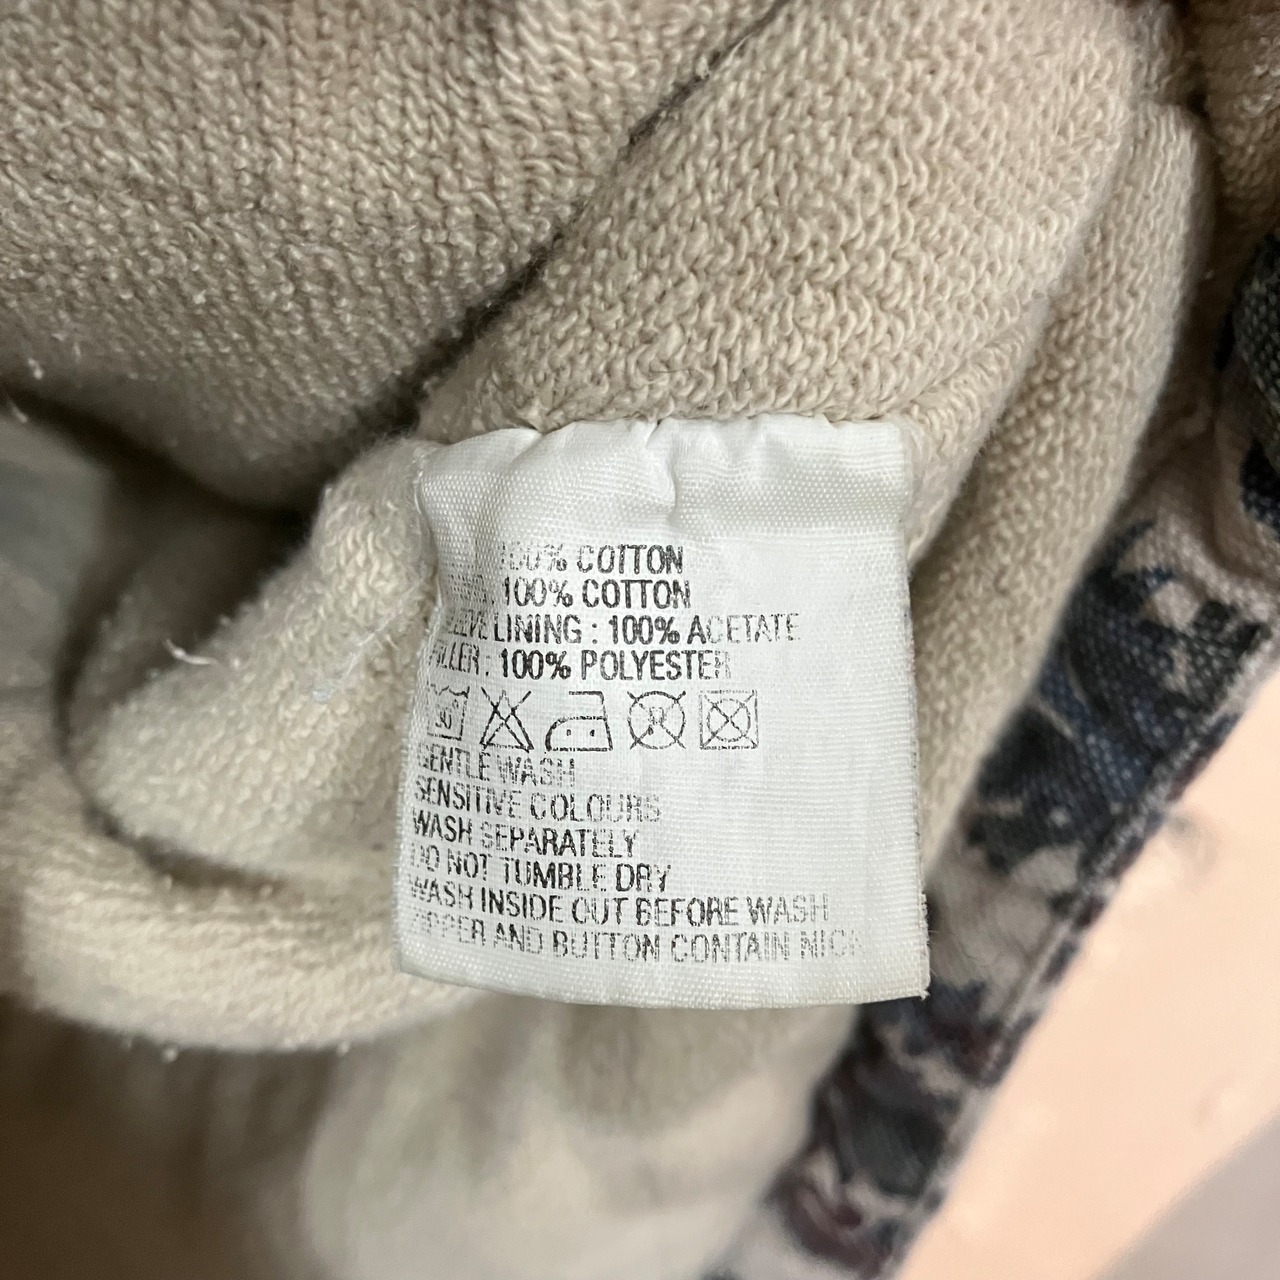 100% COTTON
100% COTTON
SLEEVE LINING : 100% ACETATE
FILLER : 100% POLYESTER
30°
P
GENTLE WASH
SENSITIVE COLOURS
WASH SEPARATELY
DO NOT TUMBLE DRY
WASH INSIDE OUT BEFORE WASH
ZIPPER AND BUTTON CONTAIN NICK